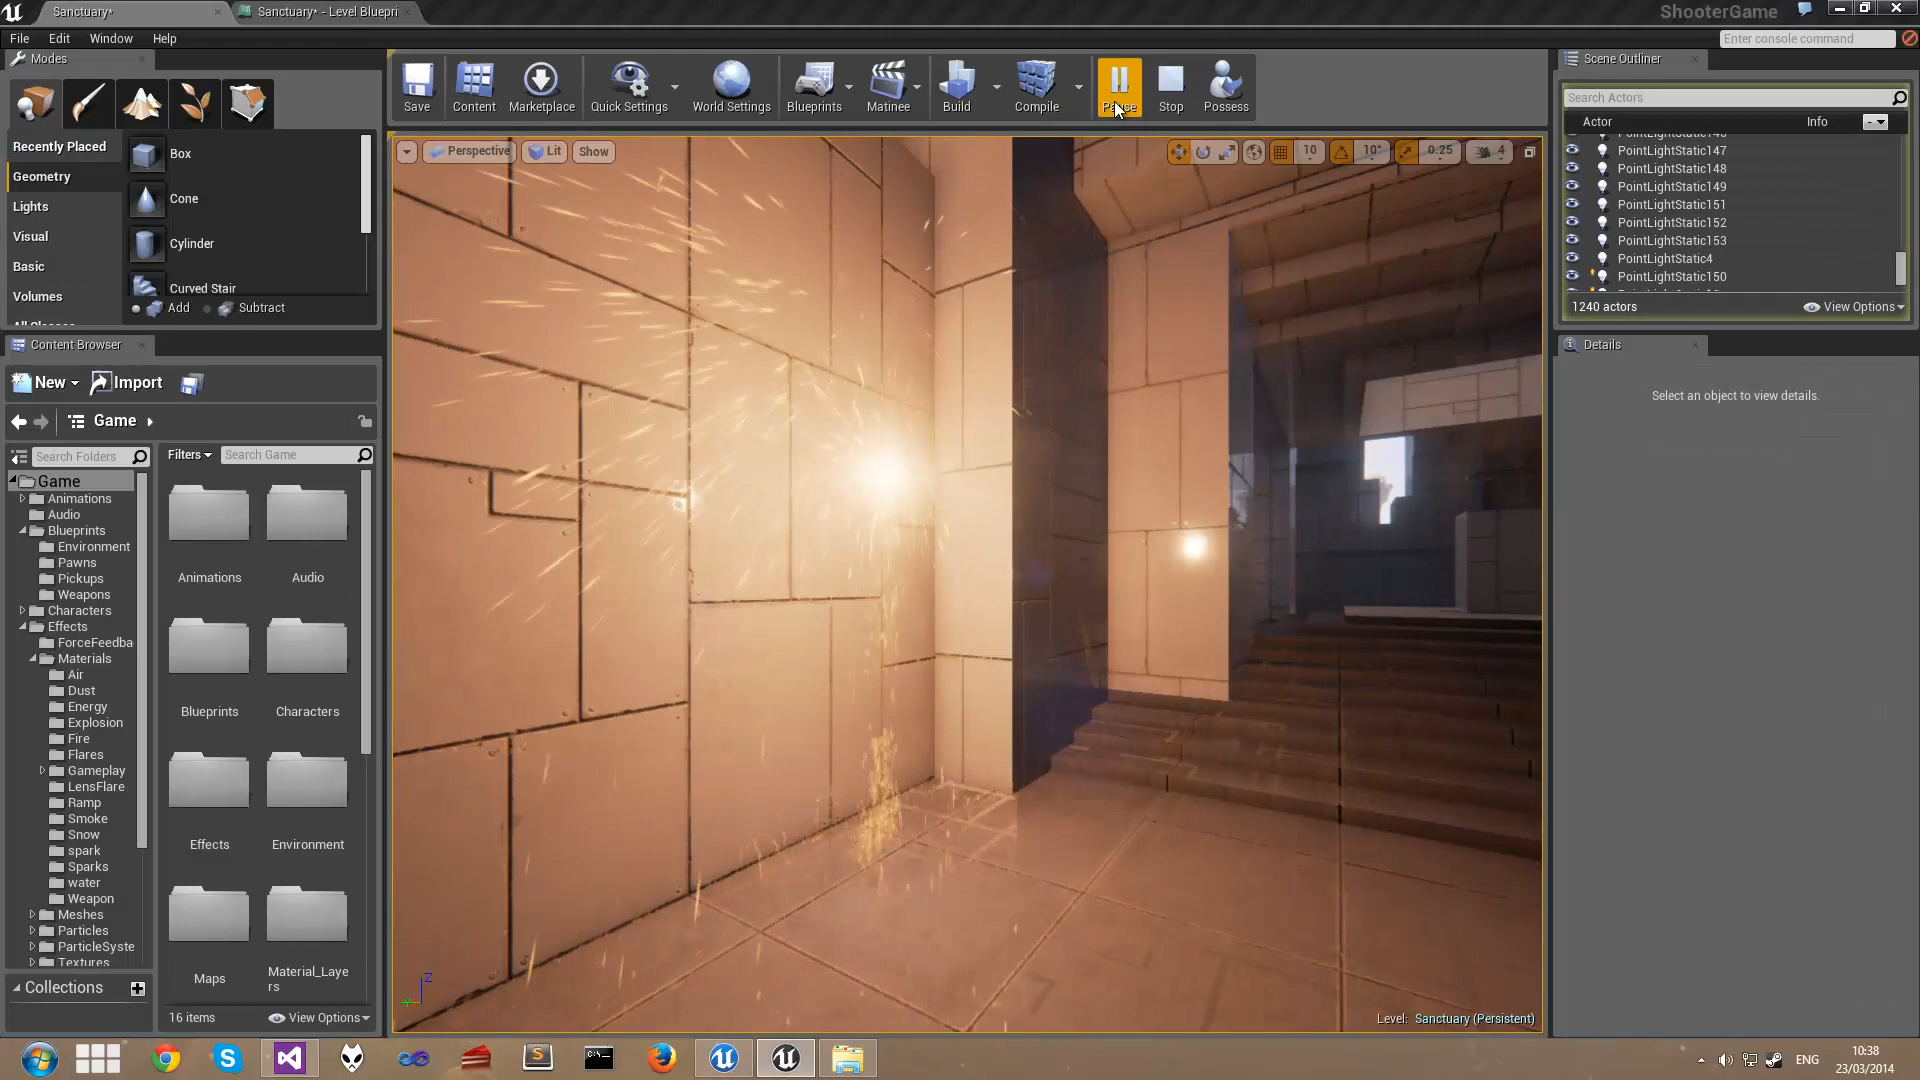 Sanctuary*
Sanctuary* - Level Bluepri
ShooterGame
File
Edit
Window
Help
Enter console command
Modes
Save
Content
Marketplace
Quick Settings
World Settings
Blueprints
Matinee
Build
Compile
Pause
Stop
Possess
Recently Placed
Geometry
Lights
Visual
Basic
Volumes
All Classes
Box
Cone
Cylinder
Curved Stair
Add
Subtract
Perspective
Lit
Show
10
10°
0.25
4
Scene Outliner
Search Actors
Actor
Info
PointLightStatic146
PointLightStatic147
PointLightStatic148
PointLightStatic149
PointLightStatic151
PointLightStatic152
PointLightStatic153
PointLightStatic4
PointLightStatic150
1240 actors
View Options
Details
Select an object to view details.
Content Browser
New
Import
Game
Search Folders
Filters
Search Game
Game
Animations
Audio
Blueprints
Environment
Pawns
Pickups
Weapons
Characters
Effects
ForceFeedba
Materials
Air
Dust
Energy
Explosion
Fire
Flares
Gameplay
LensFlare
Ramp
Smoke
Snow
spark
Sparks
water
Weapon
Meshes
Particles
ParticleSyste
Textures
Collections
Animations
Audio
Blueprints
Characters
Effects
Environment
Maps
Material_Laye
rs
16 items
View Options
Z
Level: Sanctuary (Persistent)
ENG
10:38
23/03/2014